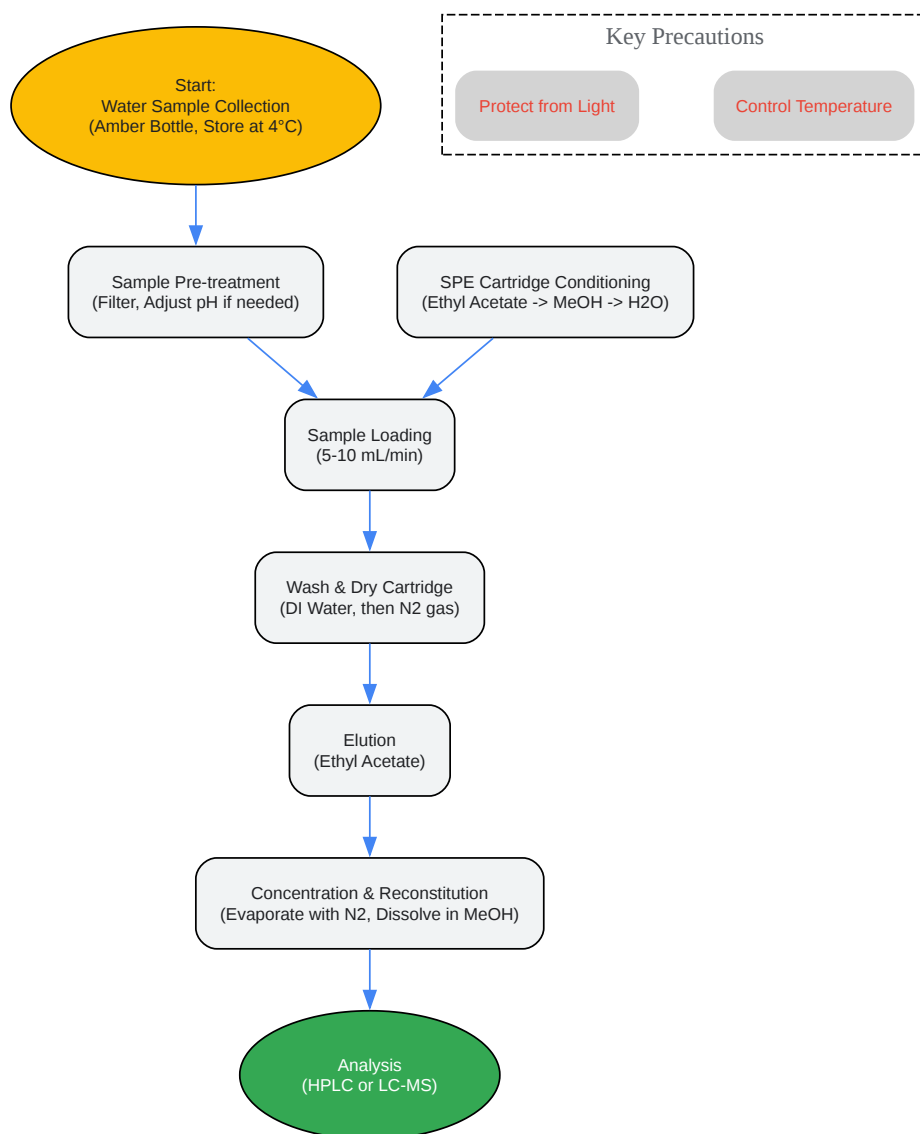 Start:
Water Sample Collection
(Amber Bottle, Store at 4°C)
Key Precautions
Protect from Light
Control Temperature
Sample Pre-treatment
(Filter, Adjust pH if needed)
SPE Cartridge Conditioning
(Ethyl Acetate -> MeOH -> H2O)
Sample Loading
(5-10 mL/min)
Wash & Dry Cartridge
(DI Water, then N2 gas)
Elution
(Ethyl Acetate)
Concentration & Reconstitution
(Evaporate with N2, Dissolve in MeOH)
Analysis
(HPLC or LC-MS)